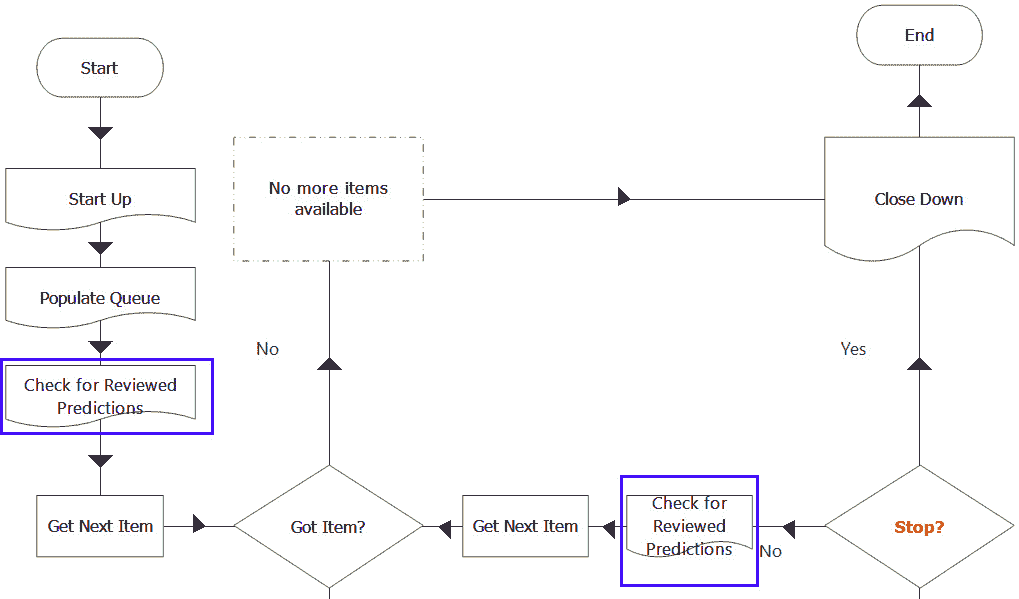 Start
Start Up
Populate Queue
Check for Reviewed
Predictions
Get Next Item
Got Item?
No
No more items
available
Get Next Item
Check for
Reviewed
Predictions
No
Stop?
Yes
Close Down
End